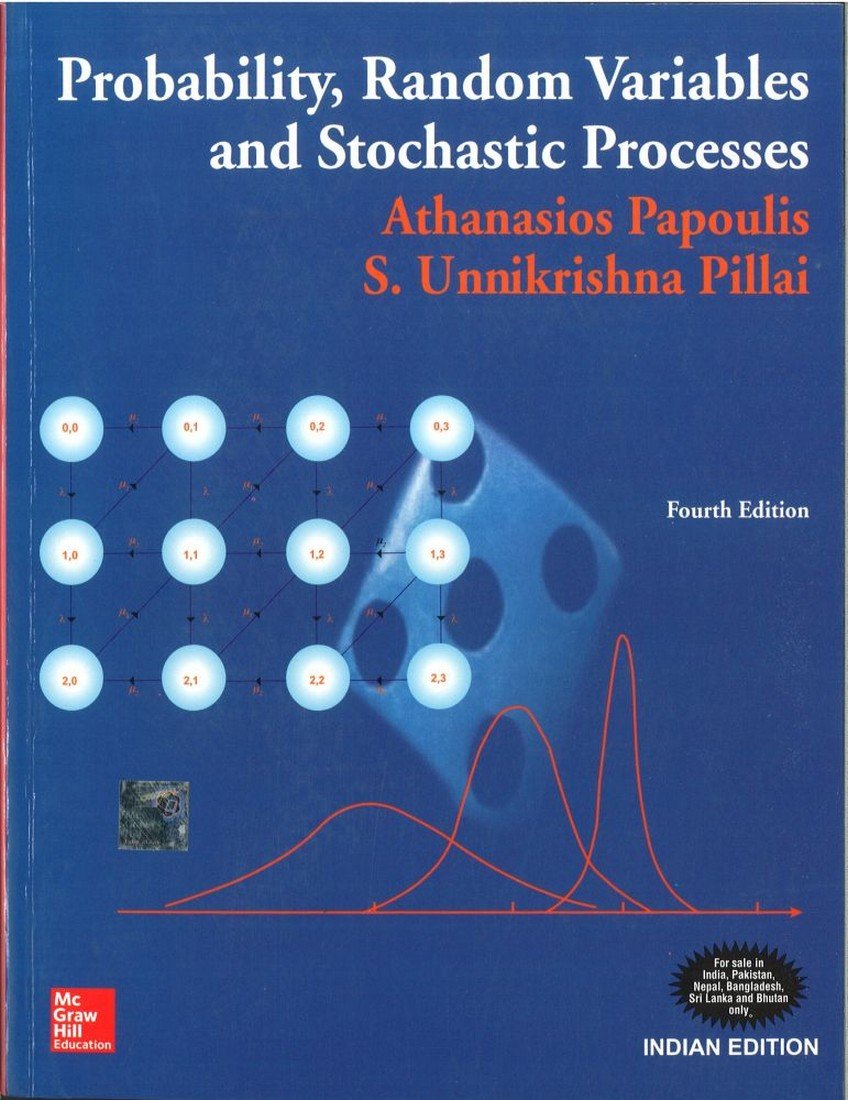 Probability, Random Variables
and Stochastic Processes
Athanasios Papoulis
S. Unnikrishna Pillai
0,0
0,1
0,2
0,3
Fourth Edition
1,0
1,1
1,2
1,3
2,0
2,1
2,2
2,3
Mc
Graw
Hill
Education
For sale in
India, Pakistan,
Nepal, Bangladesh,
Sri Lanka and Bhutan
only.
INDIAN EDITION